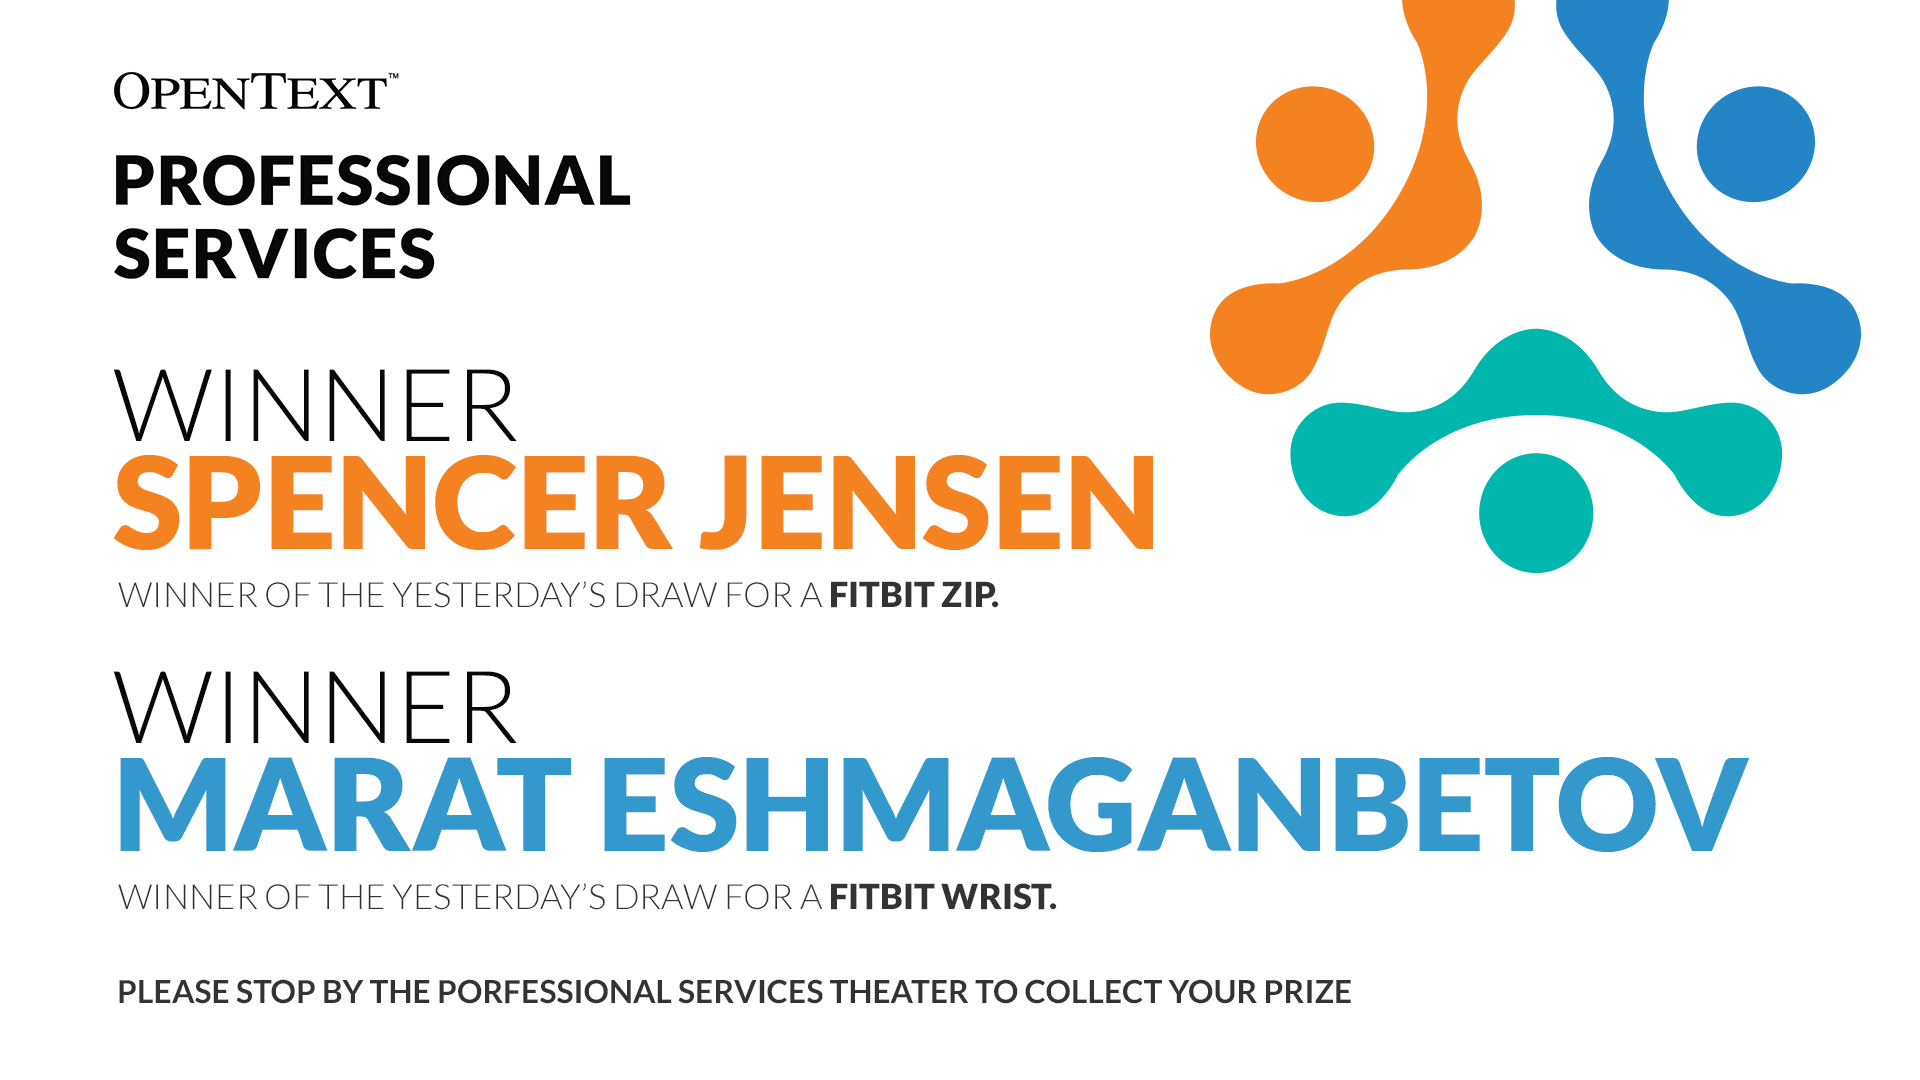 OPENTEXT™
PROFESSIONAL
SERVICES
WINNER
SPENCER JENSEN
WINNER OF THE YESTERDAY'S DRAW FOR A FITBIT ZIP.
WINNER
MARAT ESHMAGANBETOV
WINNER OF THE YESTERDAY'S DRAW FOR A FITBIT WRIST.
PLEASE STOP BY THE PORFESSIONAL SERVICES THEATER TO COLLECT YOUR PRIZE